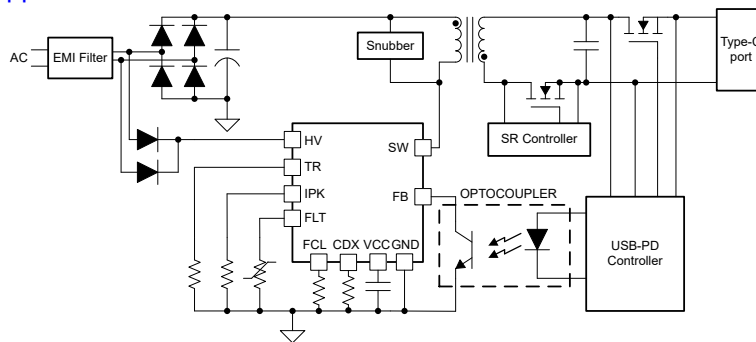 AC
EMI Filter
Snubber
Type-C
port
SR Controller
HV
TR
IPK
FLT
SW
FB
FCL CDX VCC GND
OPTOCOUPLER
USB-PD
Controller